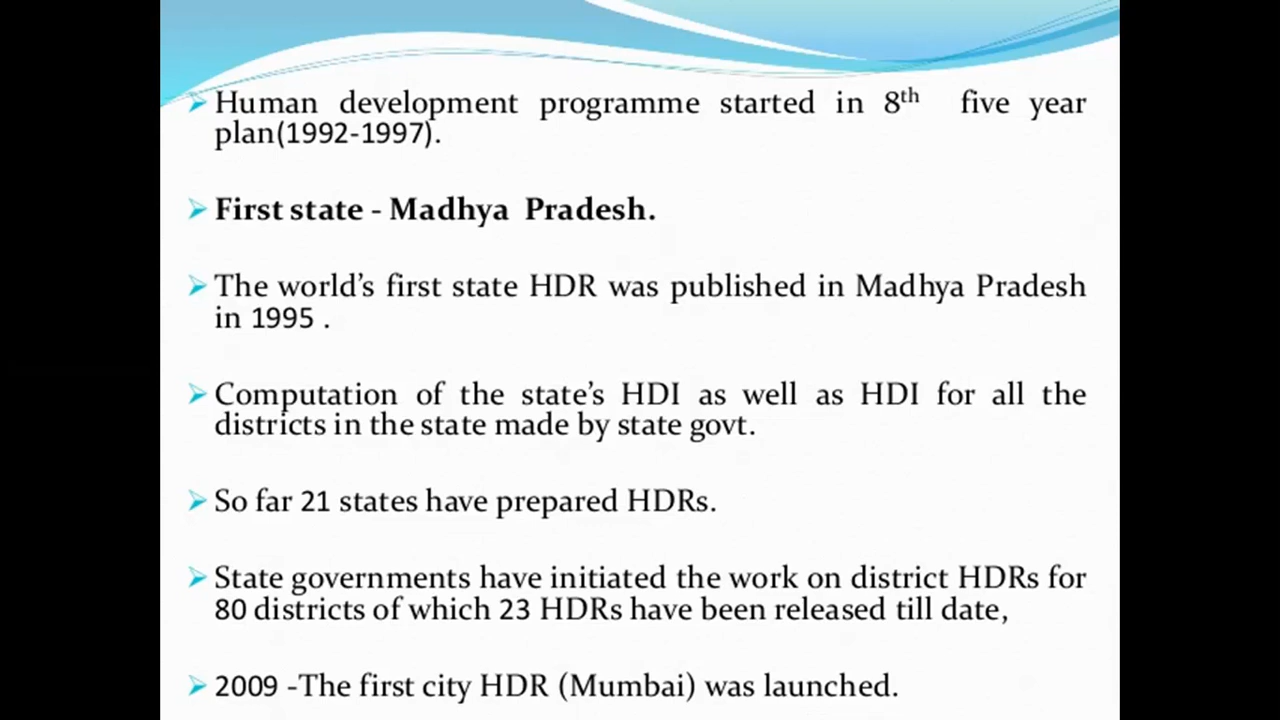 ➢ Human development programme started in 8th five year
plan(1992-1997).
➢ First state - Madhya Pradesh.
➢ The world’s first state HDR was published in Madhya Pradesh
in 1995 .
➢ Computation of the state’s HDI as well as HDI for all the
districts in the state made by state govt.
➢ So far 21 states have prepared HDRs.
➢ State governments have initiated the work on district HDRs for
80 districts of which 23 HDRs have been released till date,
➢ 2009 -The first city HDR (Mumbai) was launched.